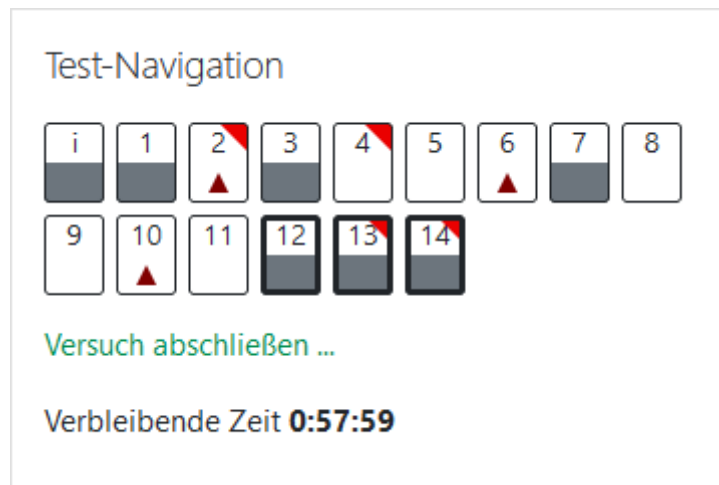 Test-Navigation
i 1 2 3 4 5 6 7 8
9 10 11 12 13 14
Versuch abschließen ...
Verbleibende Zeit 0:57:59